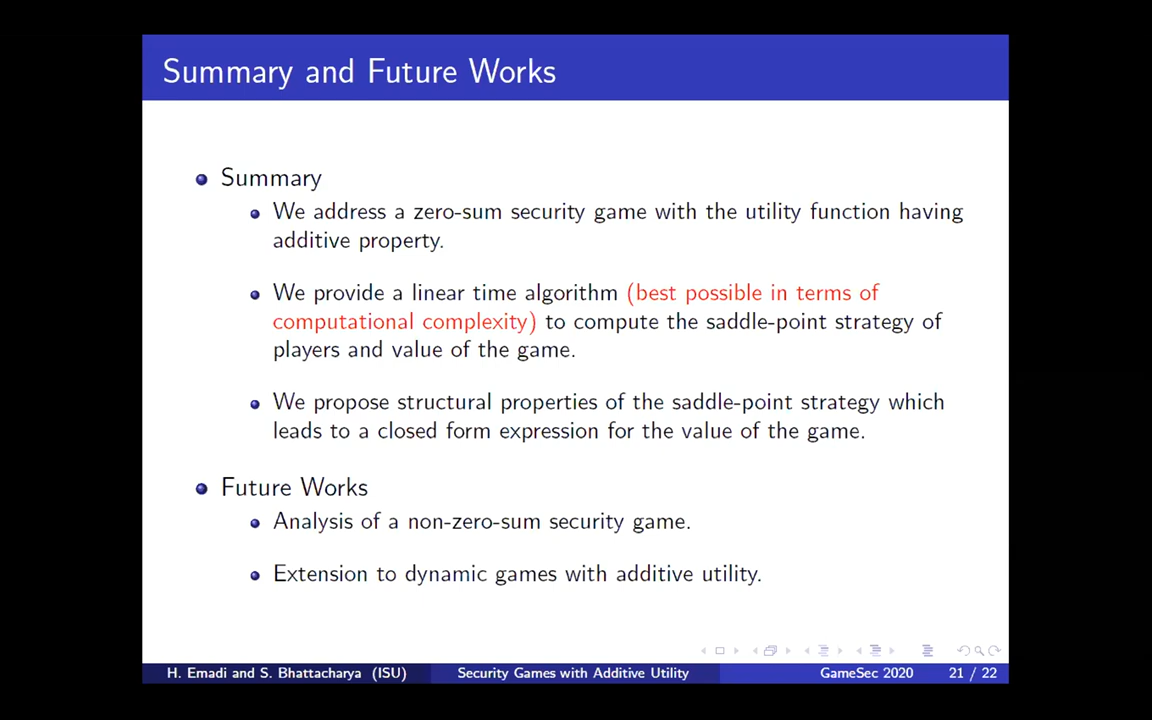 Summary and Future Works
Summary
We address a zero-sum security game with the utility function having
additive property.
We provide a linear time algorithm (best possible in terms of
computational complexity) to compute the saddle-point strategy of
players and value of the game.
We propose structural properties of the saddle-point strategy which
leads to a closed form expression for the value of the game.
Future Works
Analysis of a non-zero-sum security game.
Extension to dynamic games with additive utility.
H. Emadi and S. Bhattacharya (ISU) Security Games with Additive Utility GameSec 2020 21 / 22